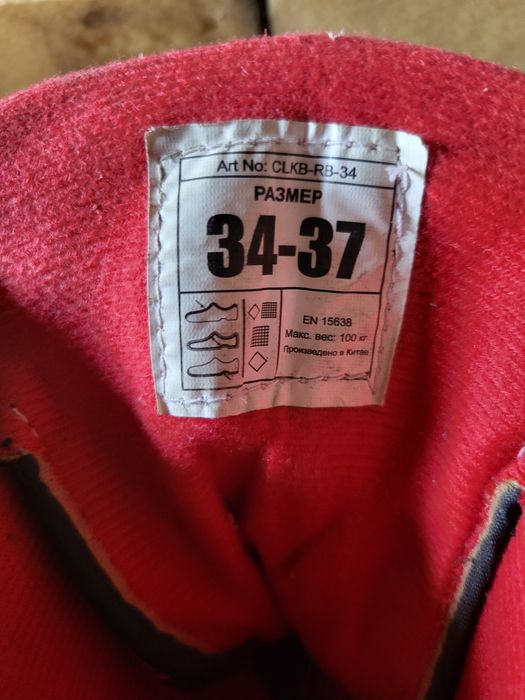 Art No: CLKB-RB-34
РАЗМЕР
34-37
EN 15638
Макс. вес: 100 кг
Произведено в Китае